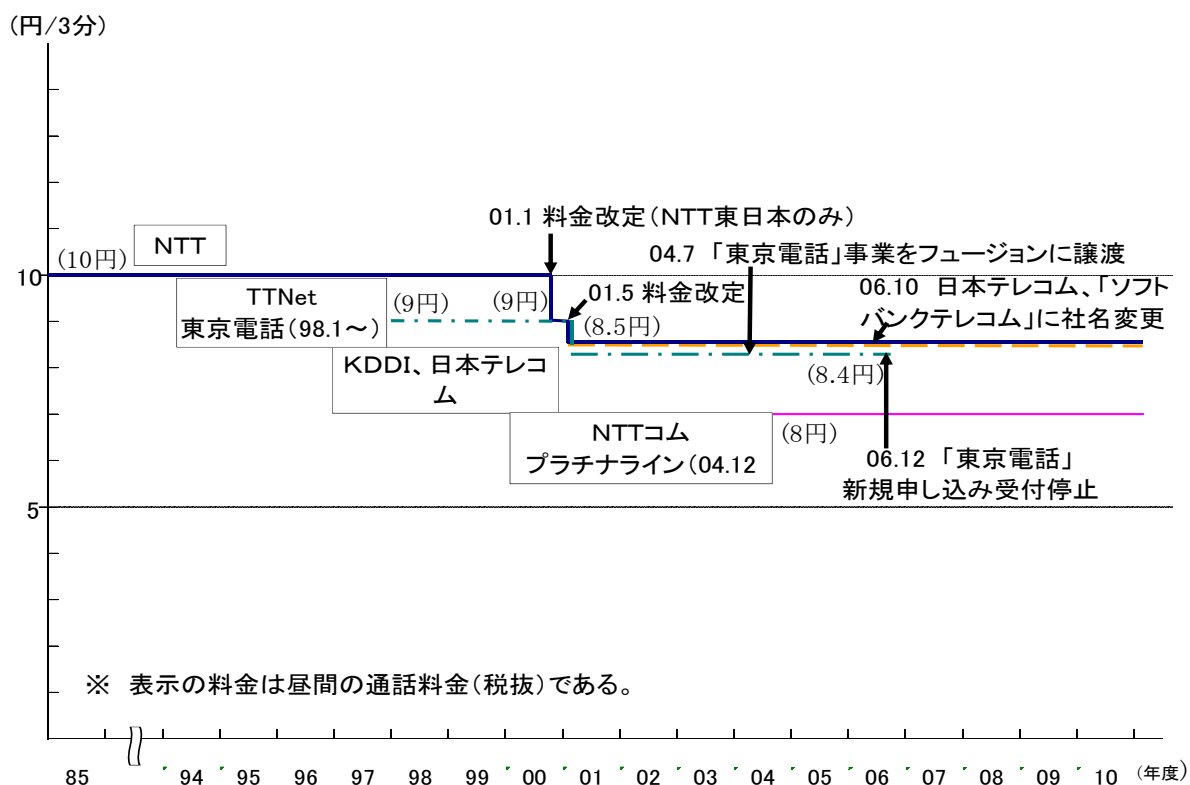 (円/3分)
01.1 料金改定(NTT東日本のみ)
NTT
(10円)
04.7 「東京電話」事業をフュージョンに譲渡
10
TTNet
東京電話(98.1～)
(9円)
(9円)
01.5 料金改定
06.10 日本テレコム、「ソフト
バンクテレコム」に社名変更
(8.5円)
KDDI、日本テレコ
ム
(8.4円)
NTTコム
プラチナライン(04.12
(8円)
06.12 「東京電話」
新規申し込み受付停止
5
※ 表示の料金は昼間の通話料金(税抜)である。
85 94 95 96 97 98 99 00 01 02 03 04 05 06 07 08 09 10 (年度)